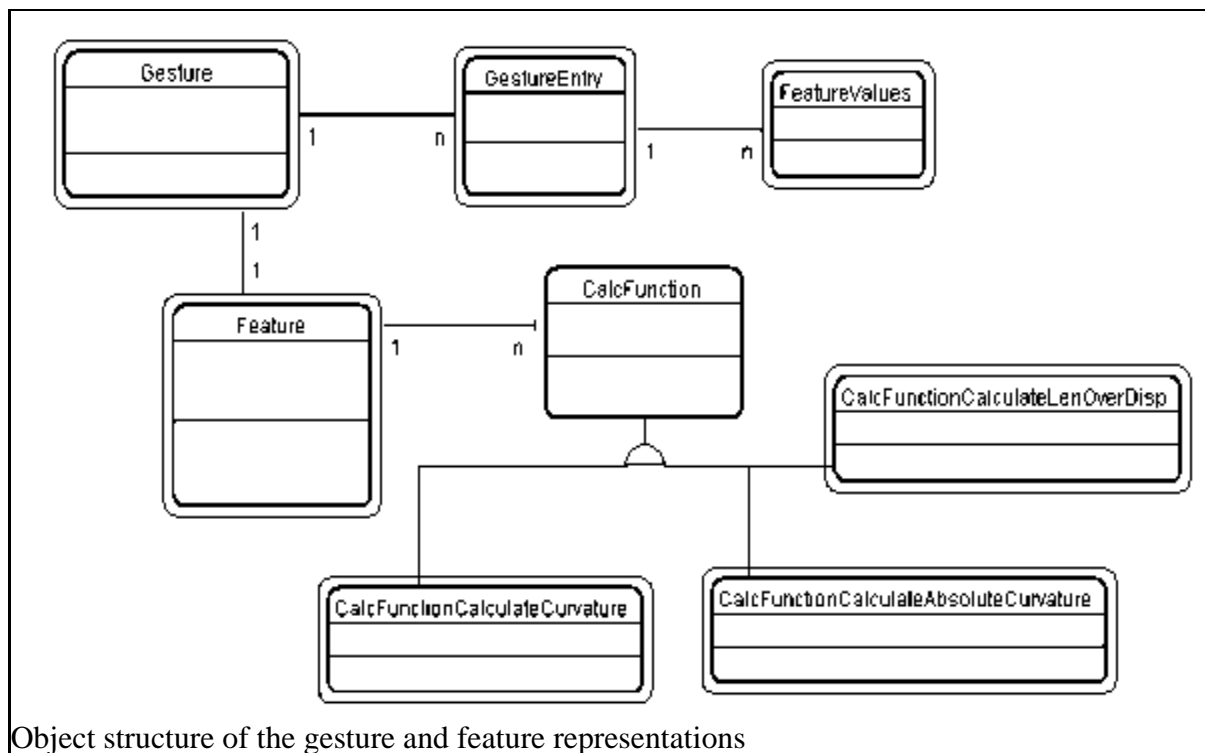 Gesture
GestureEntry
FeatureValues
1
n
1
n
1
1
Feature
CalcFunction
1
n
CalcFunctionCalculateLenOverDisp
CalcFunctionCalculateCurvature
CalcFunctionCalculateAbsoluteCurvature
Object structure of the gesture and feature representations